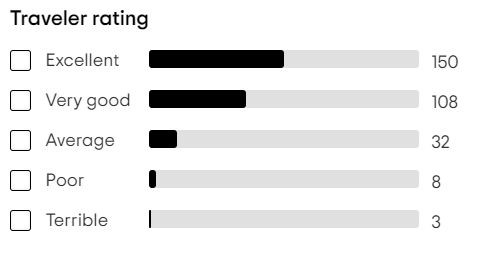 Traveler rating
Excellent 150
Very good 108
Average 32
Poor 8
Terrible 3